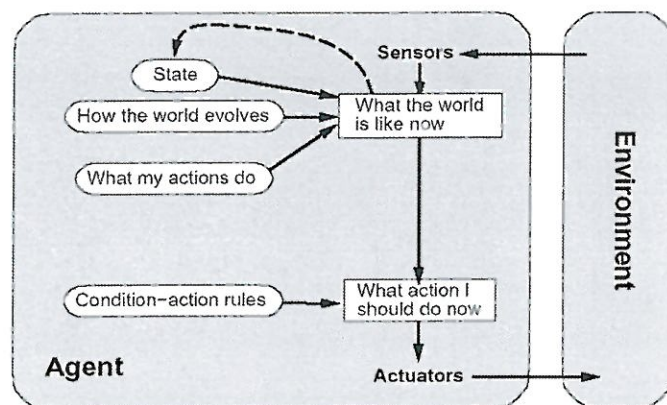 Sensors
State
How the world evolves
What the world
is like now
What my actions do
Environment
Condition−action rules
What action I
should do now
Agent
Actuators